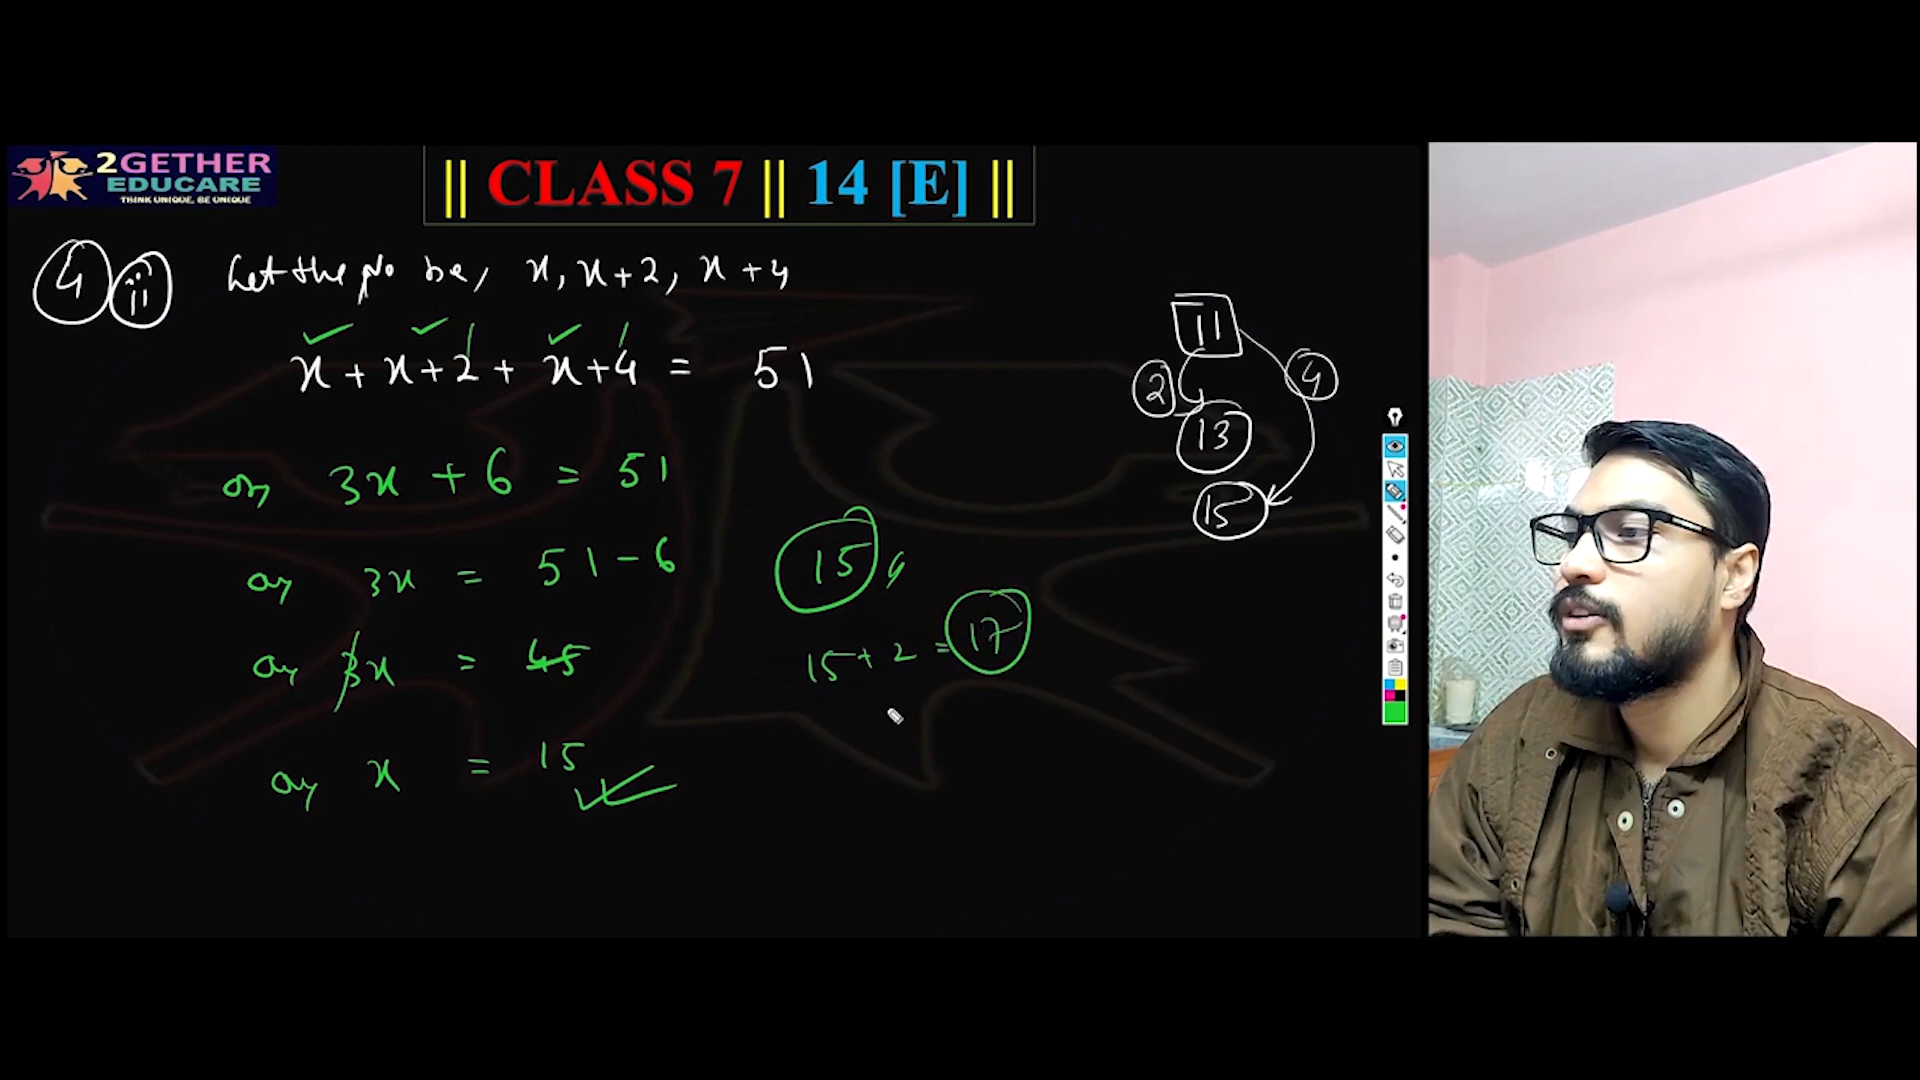 2GETHER
EDUCARE
THINK UNIQUE, BE UNIQUE
|| CLASS 7 || 14 [E] ||
4 ii Let the no be, x, x+2, x+4
x + x+2 + x+4 = 51
or 3x + 6 = 51
or 3x = 51-6
or 3x = 45
or x = 15
15,
15+2 = 17
11
2 4
13
15